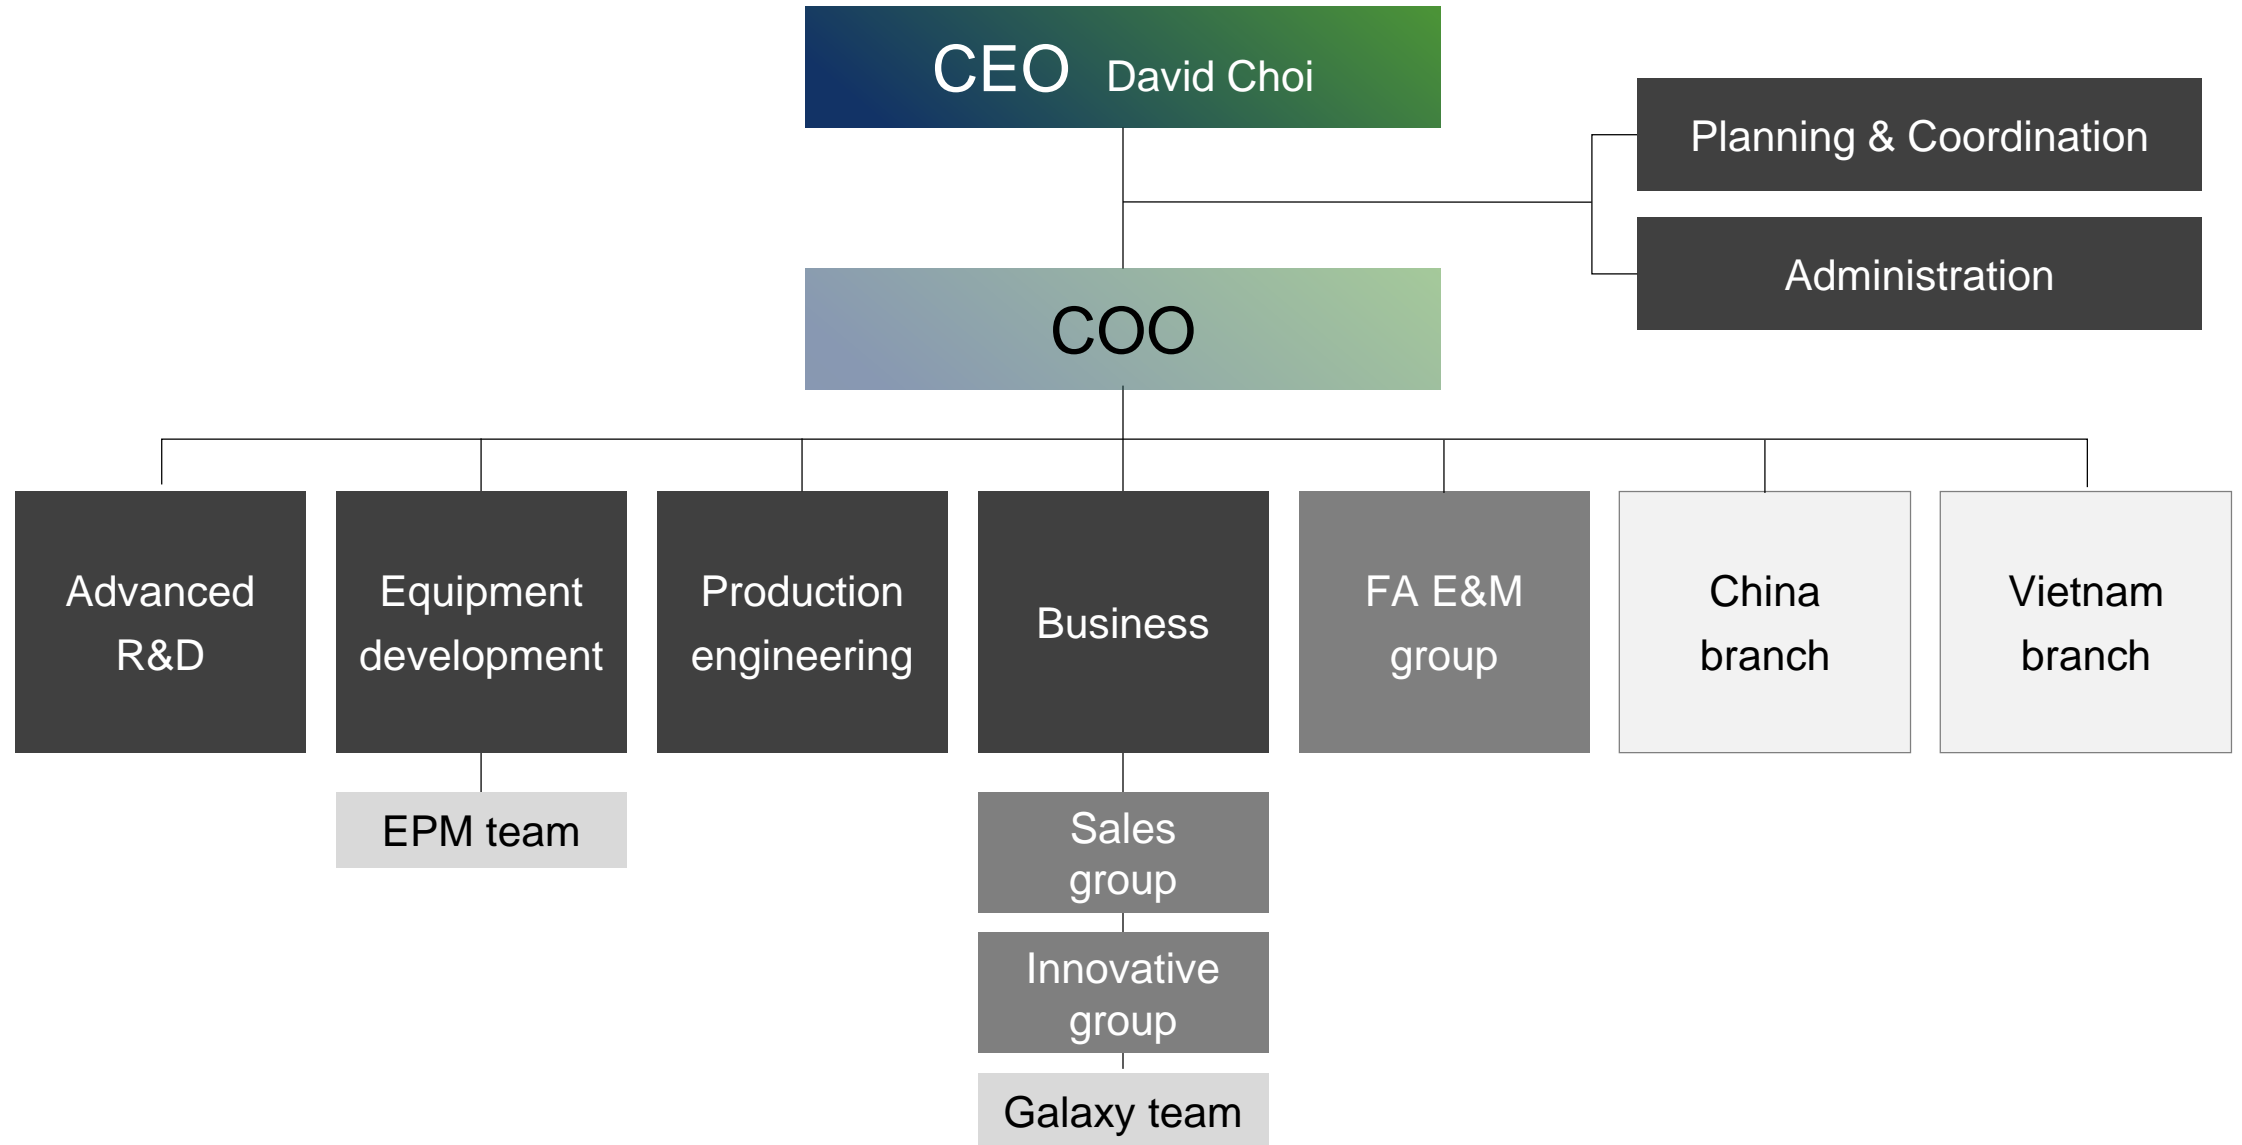 CEO David Choi
Planning & Coordination
Administration
COO
Advanced
R&D
Equipment
development
Production
engineering
Business
FA E&M
group
China
branch
Vietnam
branch
EPM team
Sales
group
Innovative
group
Galaxy team